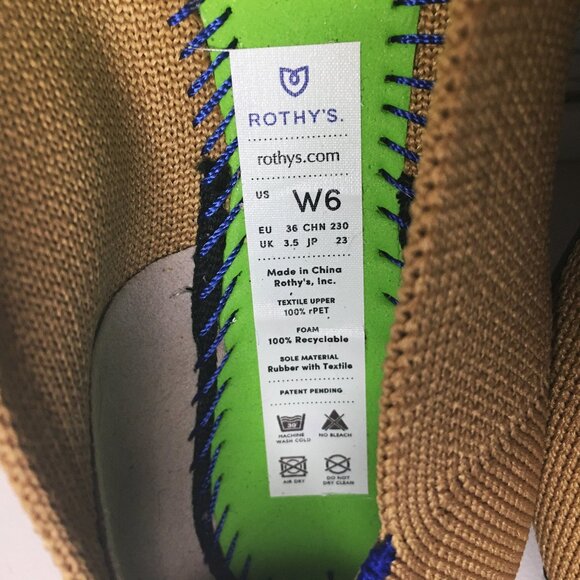 ROTHY'S.
rothys.com
US W6
EU 36 CHN 230
UK 3.5 JP 23
Made in China
Rothy's, Inc.
TEXTILE UPPER
100% rPET
FOAM
100% Recyclable
SOLE MATERIAL
Rubber with Textile
PATENT PENDING
30°
MACHINE WASH COLD
NO BLEACH
AIR DRY
DO NOT DRY CLEAN